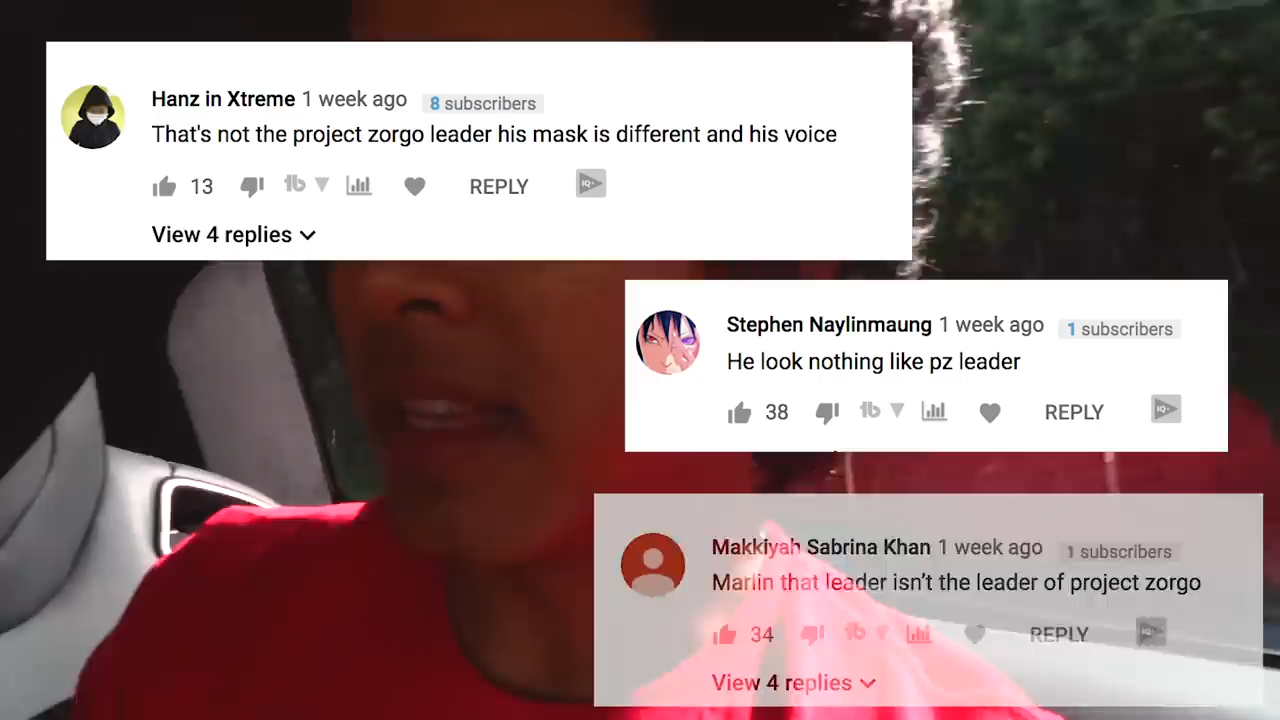 Hanz in Xtreme 1 week ago 8 subscribers
That's not the project zorgo leader his mask is different and his voice
13 REPLY IQ+
View 4 replies
Stephen Naylinmaung 1 week ago 1 subscribers
He look nothing like pz leader
38 REPLY IQ+
Makkiyah Sabrina Khan 1 week ago 1 subscribers
Marlin that leader isn't the leader of project zorgo
34 REPLY
View 4 replies